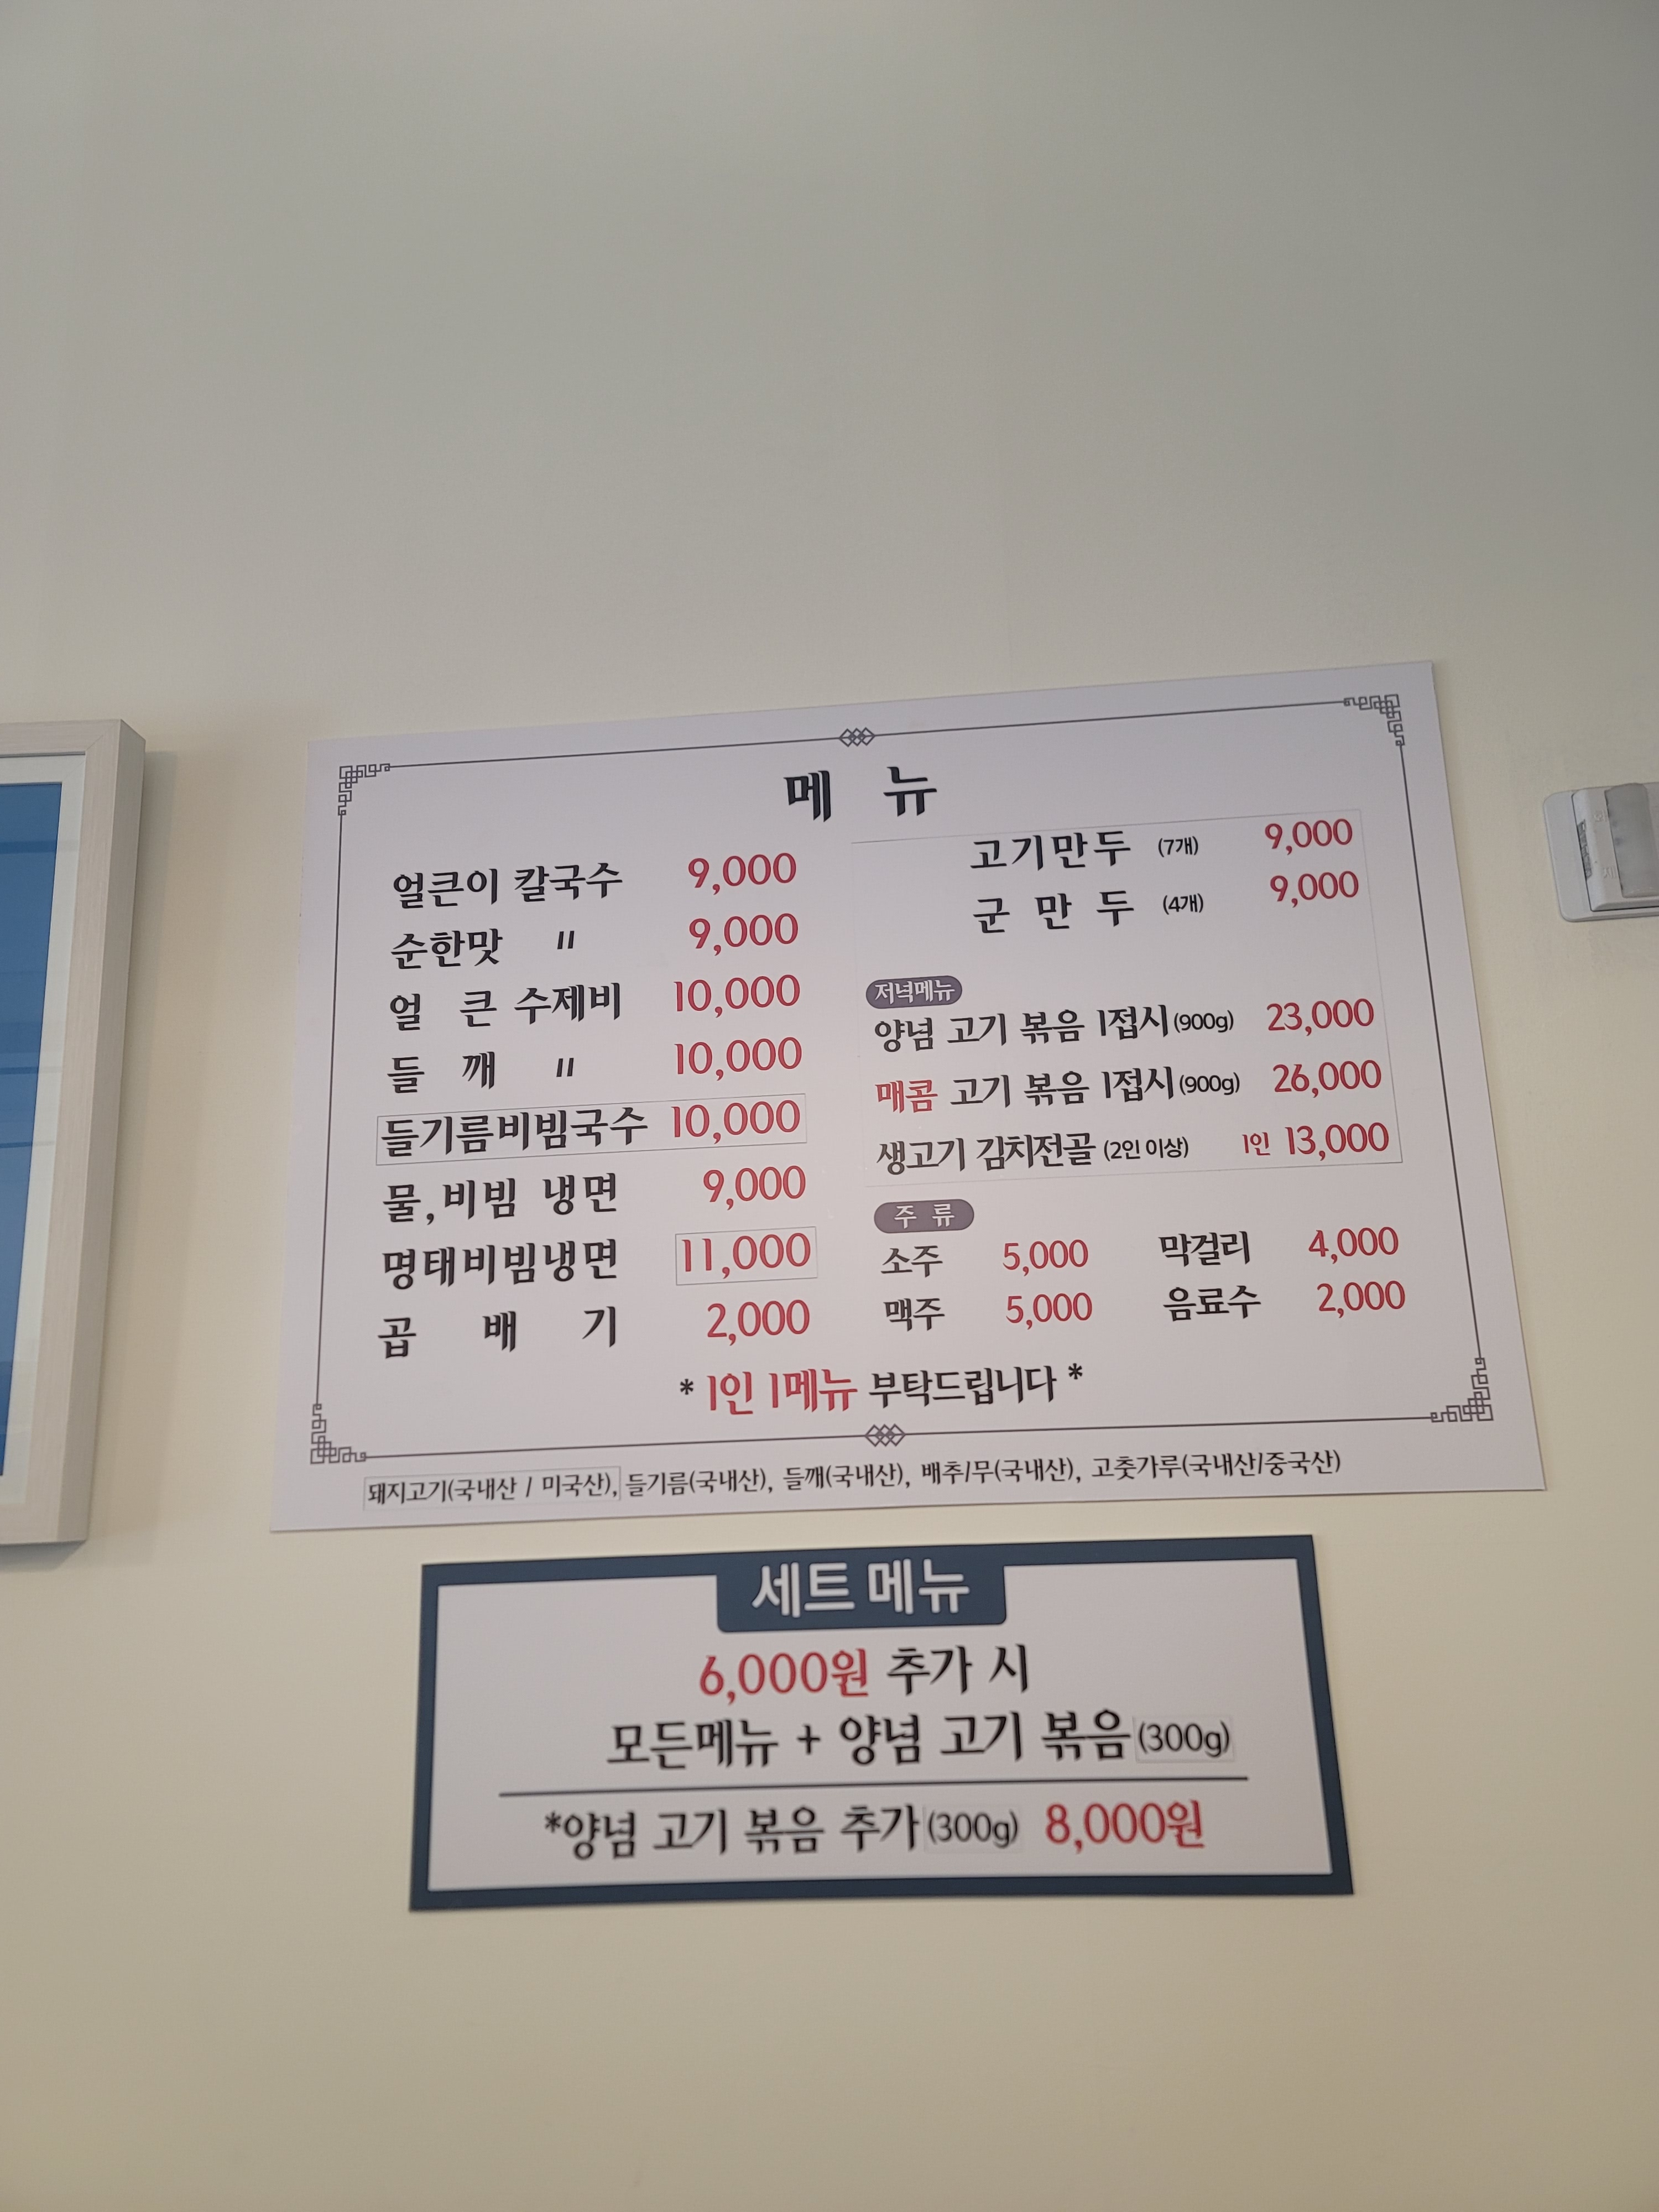 메 뉴
얼큰이 칼국수 9,000
순한맛 〃 9,000
얼 큰 수제비 10,000
들 깨 〃 10,000
들기름비빔국수 10,000
물,비빔 냉면 9,000
명태비빔냉면 11,000
곱 배 기 2,000
고기만두 (7개) 9,000
군 만 두 (4개) 9,000
저녁메뉴
양념 고기 볶음 1접시(900g) 23,000
매콤 고기 볶음 1접시(900g) 26,000
생고기 김치전골 (2인 이상) 1인 13,000
주 류
소주 5,000 막걸리 4,000
맥주 5,000 음료수 2,000
* 1인 1메뉴 부탁드립니다 *
돼지고기(국내산 / 미국산), 들기름(국내산), 들깨(국내산), 배추/무(국내산), 고춧가루(국내산/중국산)
세트 메뉴
6,000원 추가 시
모든메뉴 + 양념 고기 볶음(300g)
*양념 고기 볶음 추가(300g) 8,000원